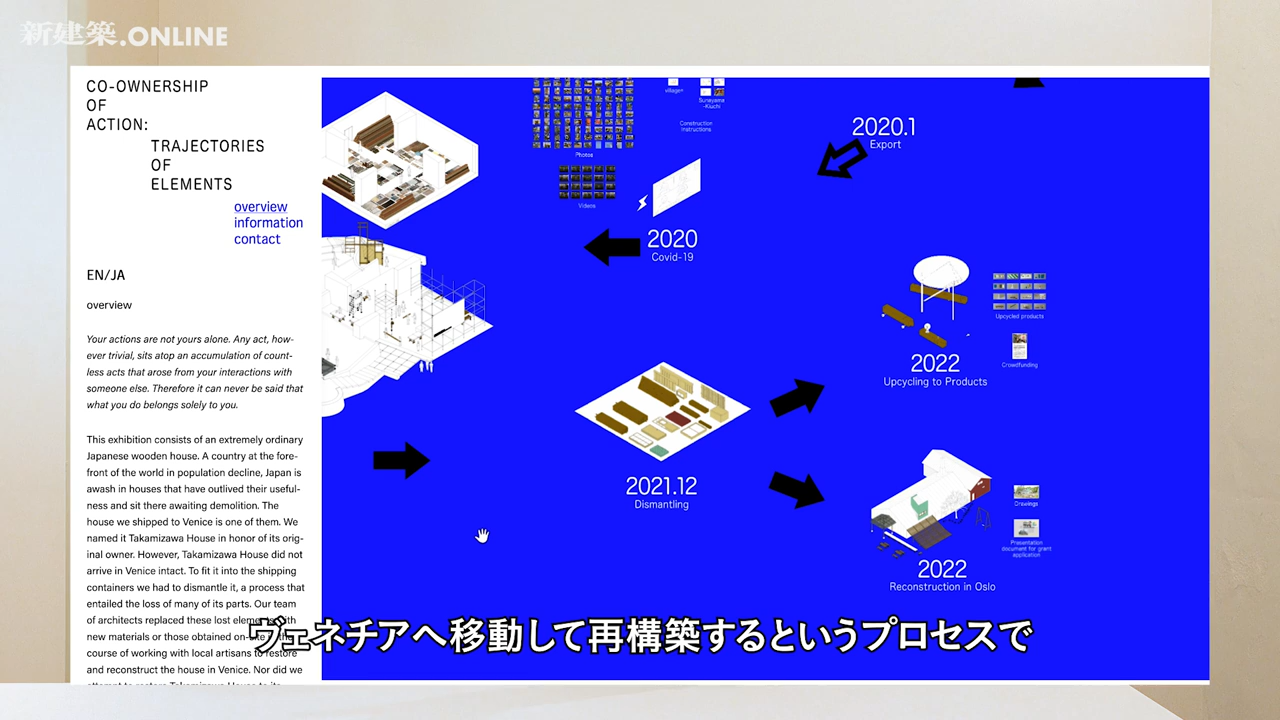 新建築.ONLINE
CO-OWNERSHIP
OF
ACTION:
TRAJECTORIES
OF
ELEMENTS
overview
information
contact
EN/JA
overview
Your actions are not yours alone. Any act, how-
ever trivial, sits atop an accumulation of count-
less acts that arose from your interactions with
someone else. Therefore it can never be said that
what you do belongs solely to you.
This exhibition consists of an extremely ordinary
Japanese wooden house. A country at the fore-
front of the world in population decline, Japan is
awash in houses that have outlived their useful-
ness and sit there awaiting demolition. The
house we shipped to Venice is one of them. We
named it Takamizawa House in honor of its orig-
inal owner. However, Takamizawa House did not
arrive in Venice intact. To fit it into the shipping
containers we had to dismantle it, a process that
entailed the loss of many of its parts. Our team
of architects replaced these lost
new materials or those obtained
course of working with local artisans to restore
and reconstruct the house in Venice. Nor did we
village+
Sunayama
-Kiuchi
Construction
Instructions
Photos
Videos
2020.1
Export
2020
Covid-19
Upcycled products
Crowdfunding
2022
Upcycling to Products
2021.12
Dismantling
Drawings
Presentation
document for grant
application
2022
Reconstruction in Oslo
ヴェネチアへ移動して再構築するというプロセスで